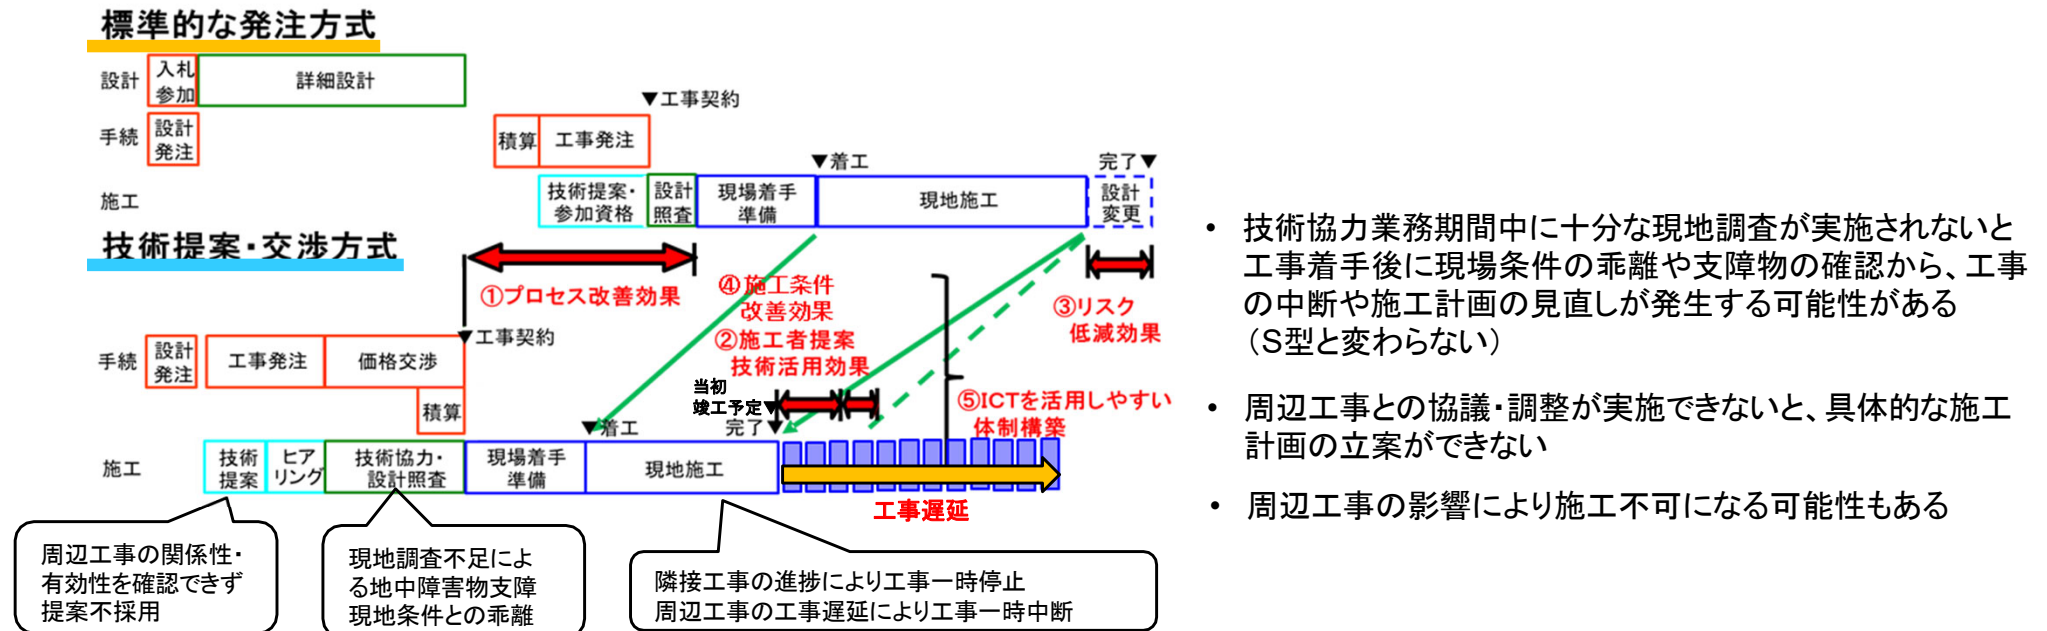 標準的な発注方式
設計
入札
参加
詳細設計
▼工事契約
手続
設計
発注
積算
工事発注
▼着工
完了▼
施工
技術提案・
参加資格
設計
照査
現場着手
準備
現地施工
設計
変更
技術提案・交渉方式
①プロセス改善効果
④施工条件
改善効果
②施工者提案
技術活用効果
③リスク
低減効果
▼工事契約
手続
設計
発注
工事発注
価格交渉
積算
当初
竣工予定▼
⑤ICTを活用しやすい
体制構築
▼着工
完了▼
施工
技術
提案
ヒア
リング
技術協力・
設計照査
現場着手
準備
現地施工
工事遅延
周辺工事の関係性・
有効性を確認できず
提案不採用
現地調査不足によ
る地中障害物支障
現地条件との乖離
隣接工事の進捗により工事一時停止
周辺工事の工事遅延により工事一時中断
• 技術協力業務期間中に十分な現地調査が実施されないと
工事着手後に現場条件の乖離や支障物の確認から、工事
の中断や施工計画の見直しが発生する可能性がある
（S型と変わらない）
• 周辺工事との協議・調整が実施できないと、具体的な施工
計画の立案ができない
• 周辺工事の影響により施工不可になる可能性もある